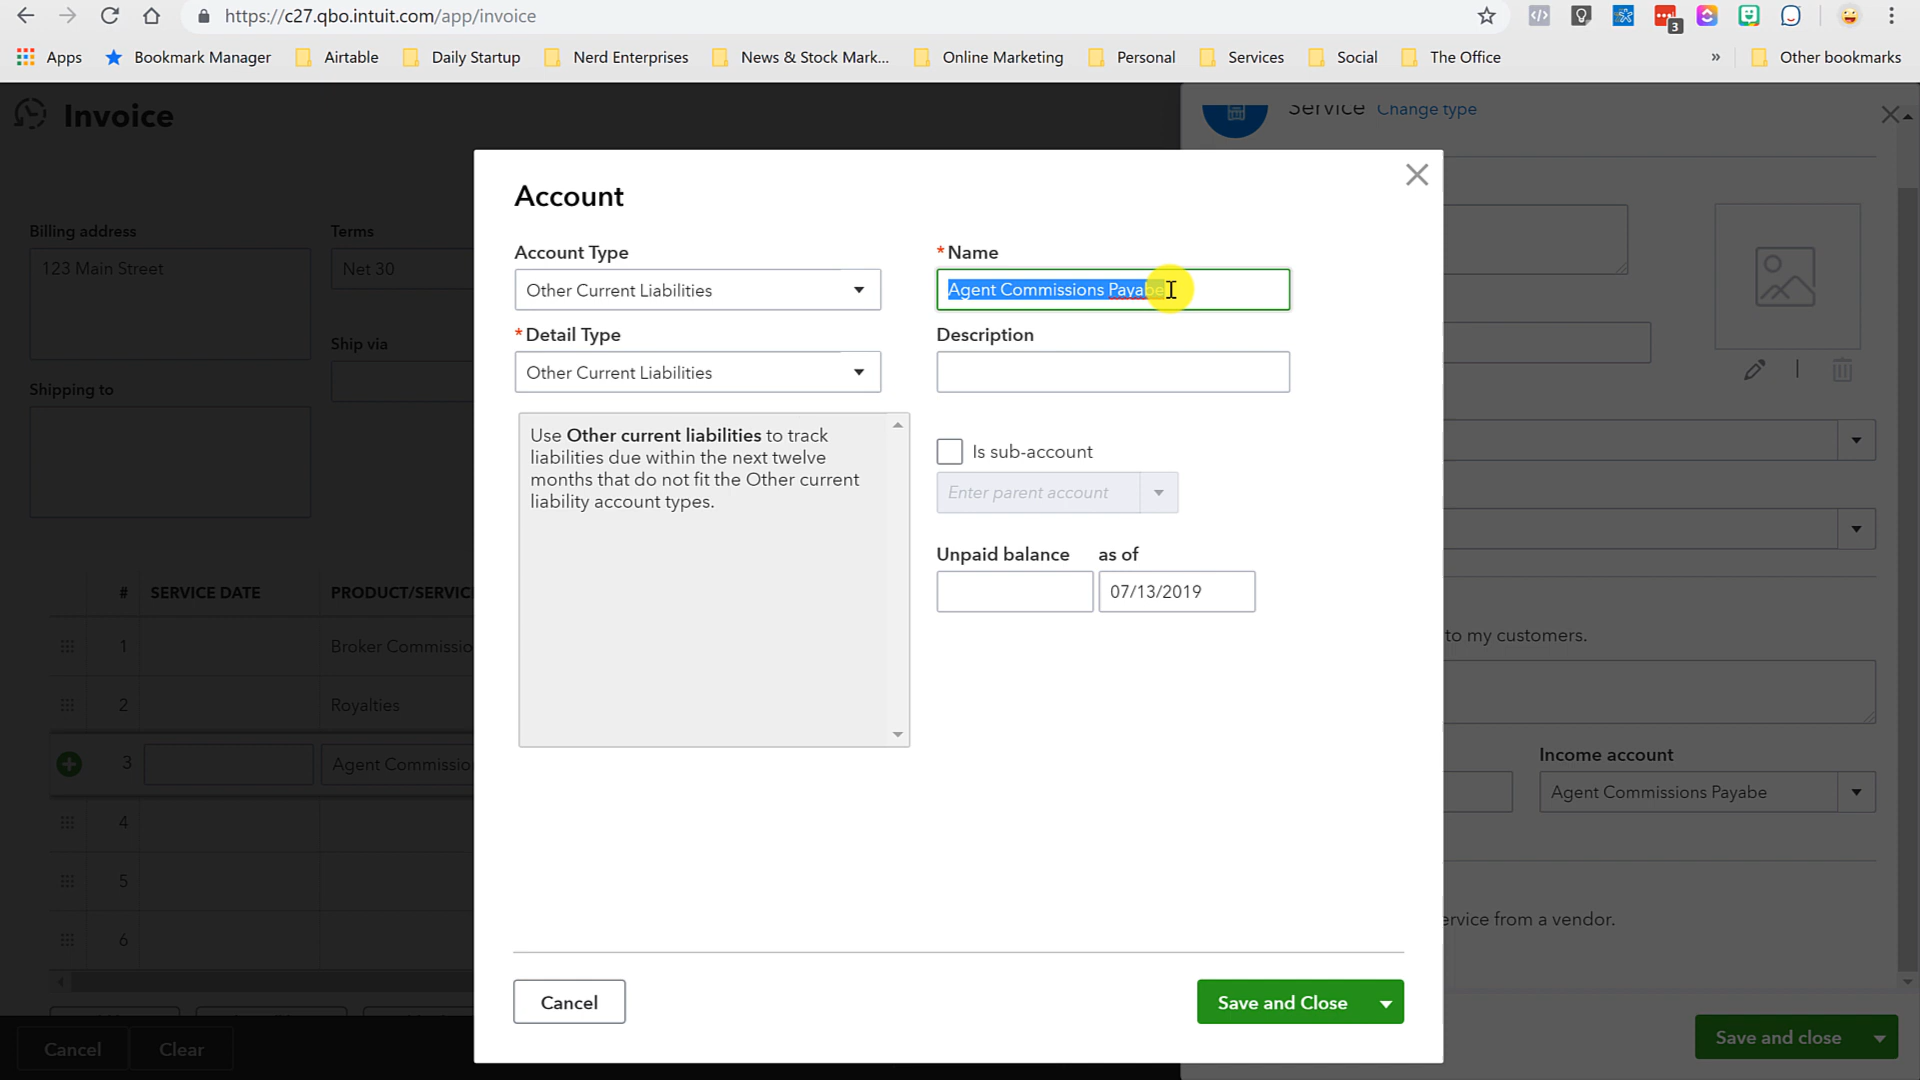 https://c27.qbo.intuit.com/app/invoice
3
Apps
Bookmark Manager
Airtable
Daily Startup
Nerd Enterprises
News & Stock Mark...
Online Marketing
Personal
Services
Social
The Office
»
Other bookmarks
Invoice
Service Change type
Billing address
123 Main Street
Terms
Net 30
Ship via
Shipping to
# SERVICE DATE
1 Broker Commissio
2 Royalties
3 Agent Commissio
4
5
6
Cancel
Clear
Account
Account Type
Other Current Liabilities
* Detail Type
Other Current Liabilities
Use Other current liabilities to track
liabilities due within the next twelve
months that do not fit the Other current
liability account types.
* Name
Agent Commissions Payabe
Description
Is sub-account
Enter parent account
Unpaid balance as of
07/13/2019
Cancel
Save and Close
to my customers.
Income account
Agent Commissions Payabe
ervice from a vendor.
Save and close